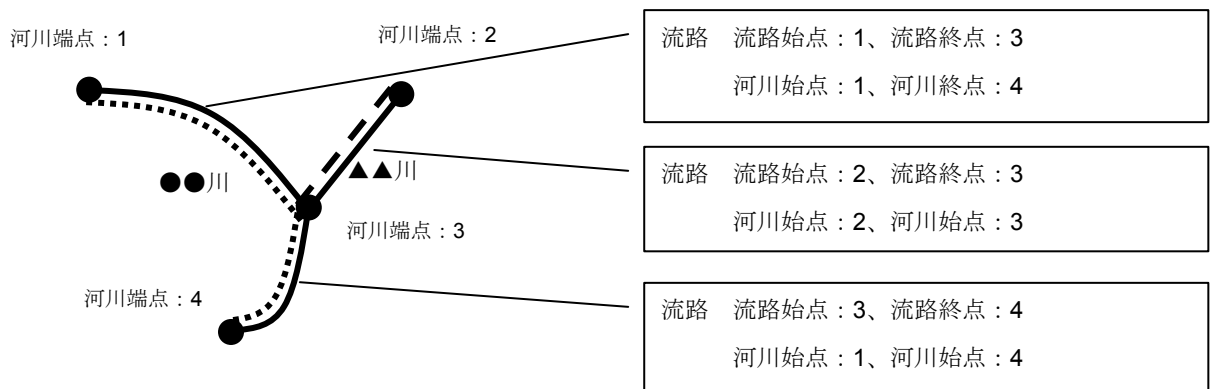 河川端点：1
河川端点：2
●●川
▲▲川
河川端点：3
河川端点：4
流路　流路始点：1、流路終点：3
河川始点：1、河川終点：4
流路　流路始点：2、流路終点：3
河川始点：2、河川始点：3
流路　流路始点：3、流路終点：4
河川始点：1、河川終点：4